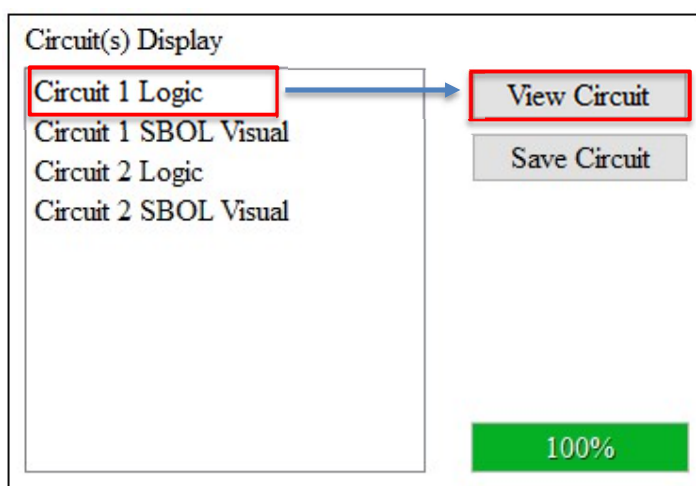 Circuit(s) Display
Circuit 1 Logic
Circuit 1 SBOL Visual
Circuit 2 Logic
Circuit 2 SBOL Visual
View Circuit
Save Circuit
100%